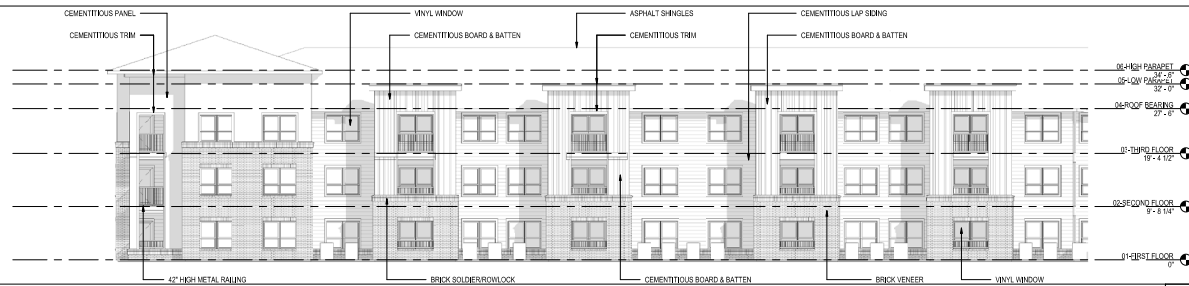 CEMENTITIOUS PANEL
VINYL WINDOW
ASPHALT SHINGLES
CEMENTITIOUS LAP SIDING
CEMENTITIOUS TRIM
CEMENTITIOUS BOARD & BATTEN
CEMENTITIOUS TRIM
CEMENTITIOUS BOARD & BATTEN
06-HIGH PARAPET
34' - 6"
05-LOW PARAPET
32' - 0"
04-ROOF BEARING
27' - 6"
03-THIRD FLOOR
19' - 4 1/2"
02-SECOND FLOOR
9' - 8 1/4"
01-FIRST FLOOR
0"
42" HIGH METAL RAILING
BRICK SOLDIER/ROWLOCK
CEMENTITIOUS BOARD & BATTEN
BRICK VENEER
VINYL WINDOW